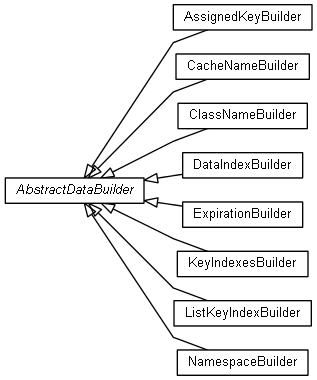 AssignedKeyBuilder
CacheNameBuilder
ClassNameBuilder
DataIndexBuilder
AbstractDataBuilder
ExpirationBuilder
KeyIndexesBuilder
ListKeyIndexBuilder
NamespaceBuilder